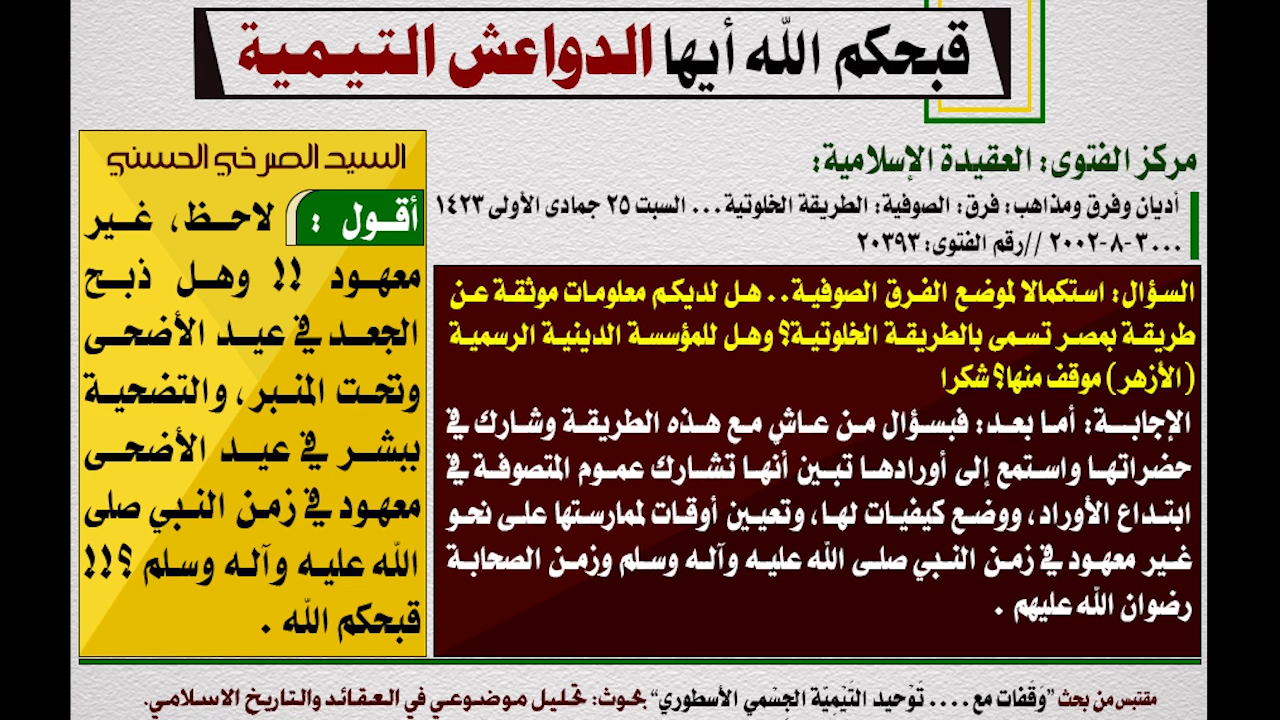 قبحكم الله أيها الدواعش التيمية
مركز الفتوى: العقيدة الإسلامية:
أديان وفرق ومذاهب: فرق: الصوفية: الطريقة الخلوتية... السبت ٢٥ جمادى الأولى ١٤٢٣
...٣-٨-٢٠٠٢ //رقم الفتوى: ٢٠٣٩٣
السؤال: استكمالا لموضع الفرق الصوفية.. هل لديكم معلومات موثقة عن
طريقة بمصر تسمى بالطريقة الخلوتية؟ وهل للمؤسسة الدينية الرسمية
(الأزهر) موقف منها؟ شكرا
الإجابة: أما بعد: فبسؤال من عاش مع هذه الطريقة وشارك في
حضراتها واستمع إلى أورادها تبين أنها تشارك عموم المتصوفة في
ابتداع الأوراد، ووضع كيفيات لها، وتعيين أوقات لممارستها على نحو
غير معهود في زمن النبي صلى الله عليه وآله وسلم وزمن الصحابة
رضوان الله عليهم .
السيد الصرخي الحسني
أقول : لاحظ، غير
معهود !! وهل ذبح
الجعد في عيد الأضحى
وتحت المنبر، والتضحية
ببشر في عيد الأضحى
معهود في زمن النبي صلى
الله عليه وآله وسلم ؟!!
قبحكم الله .
مقتبس من بحث "وَقَفات مع.... تَوْحيد التَيْمِيّة الجِسْمي الأسطوري" بحوث: تحليل موضوعي في العقائد والتاريخ الاسلامي.